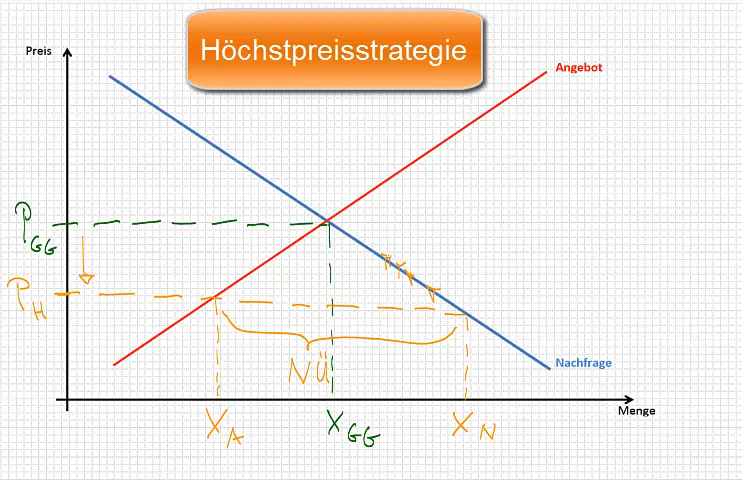 Höchstpreisstrategie
Preis
Angebot
P GG
P H
NÜ
Nachfrage
Menge
X A
X GG
X N